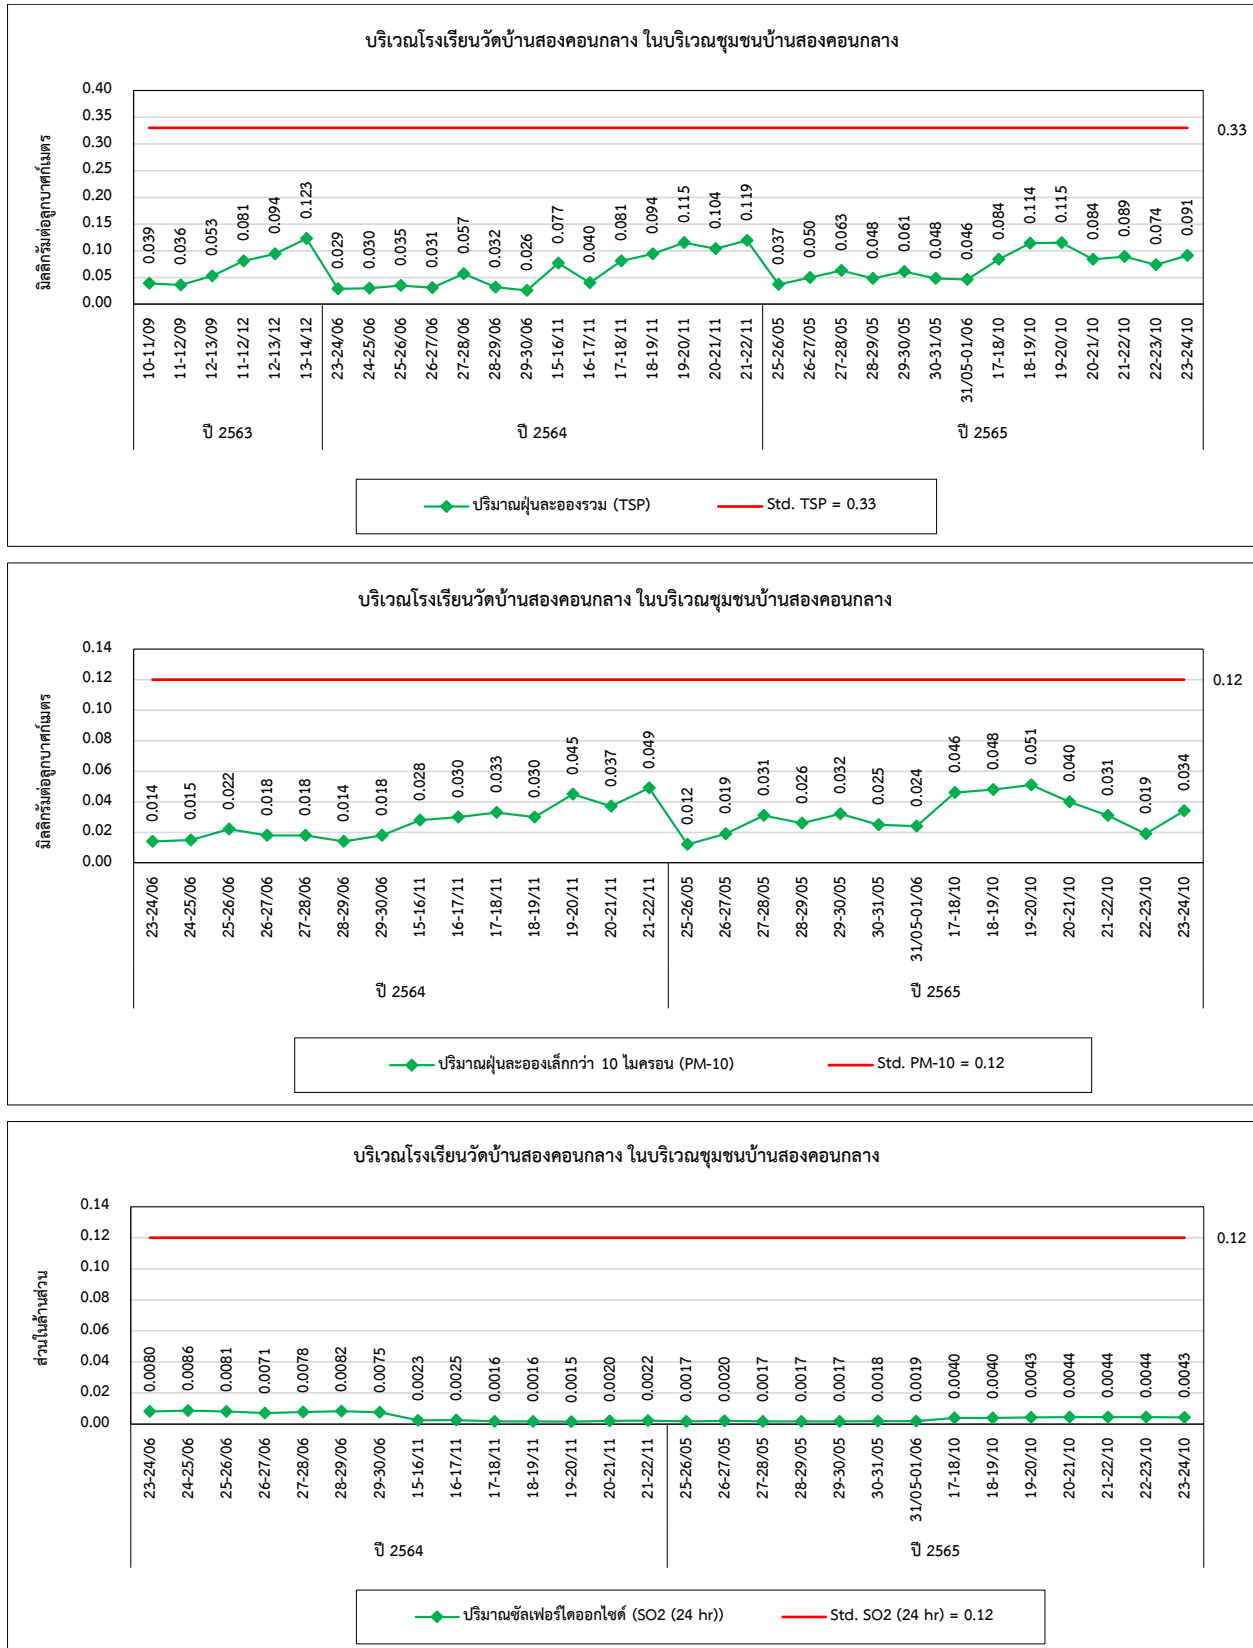 บริเวณโรงเรียนวัดบ้านสองคอนกลาง ในบริเวณชุมชนบ้านสองคอนกลาง
มิลลิกรัมต่อลูกบาศก์เมตร
0.40
0.35
0.30
0.25
0.20
0.15
0.10
0.05
0.00
0.33
0.039 0.036 0.053 0.081 0.094 0.123 0.029 0.030 0.035 0.031 0.057 0.032 0.026 0.077 0.040 0.081 0.094 0.115 0.104 0.119 0.037 0.050 0.063 0.048 0.061 0.048 0.046 0.084 0.114 0.115 0.084 0.089 0.074 0.091
10-11/09 11-12/09 12-13/09 11-12/12 12-13/12 13-14/12 23-24/06 24-25/06 25-26/06 26-27/06 27-28/06 28-29/06 29-30/06 15-16/11 16-17/11 17-18/11 18-19/11 19-20/11 20-21/11 21-22/11 25-26/05 26-27/05 27-28/05 28-29/05 29-30/05 30-31/05 31/05-01/06 17-18/10 18-19/10 19-20/10 20-21/10 21-22/10 22-23/10 23-24/10
ปี 2563 ปี 2564 ปี 2565
ปริมาณฝุ่นละอองรวม (TSP) Std. TSP = 0.33
บริเวณโรงเรียนวัดบ้านสองคอนกลาง ในบริเวณชุมชนบ้านสองคอนกลาง
มิลลิกรัมต่อลูกบาศก์เมตร
0.14
0.12
0.10
0.08
0.06
0.04
0.02
0.00
0.12
0.014 0.015 0.022 0.018 0.018 0.014 0.018 0.028 0.030 0.033 0.030 0.045 0.037 0.049 0.012 0.019 0.031 0.026 0.032 0.025 0.024 0.046 0.048 0.051 0.040 0.031 0.019 0.034
23-24/06 24-25/06 25-26/06 26-27/06 27-28/06 28-29/06 29-30/06 15-16/11 16-17/11 17-18/11 18-19/11 19-20/11 20-21/11 21-22/11 25-26/05 26-27/05 27-28/05 28-29/05 29-30/05 30-31/05 31/05-01/06 17-18/10 18-19/10 19-20/10 20-21/10 21-22/10 22-23/10 23-24/10
ปี 2564 ปี 2565
ปริมาณฝุ่นละอองเล็กกว่า 10 ไมครอน (PM-10) Std. PM-10 = 0.12
บริเวณโรงเรียนวัดบ้านสองคอนกลาง ในบริเวณชุมชนบ้านสองคอนกลาง
ส่วนในล้านส่วน
0.14
0.12
0.10
0.08
0.06
0.04
0.02
0.00
0.12
0.0080 0.0086 0.0081 0.0071 0.0078 0.0082 0.0075 0.0023 0.0025 0.0016 0.0016 0.0015 0.0020 0.0022 0.0017 0.0020 0.0017 0.0017 0.0017 0.0018 0.0019 0.0040 0.0040 0.0043 0.0044 0.0044 0.0044 0.0043
23-24/06 24-25/06 25-26/06 26-27/06 27-28/06 28-29/06 29-30/06 15-16/11 16-17/11 17-18/11 18-19/11 19-20/11 20-21/11 21-22/11 25-26/05 26-27/05 27-28/05 28-29/05 29-30/05 30-31/05 31/05-01/06 17-18/10 18-19/10 19-20/10 20-21/10 21-22/10 22-23/10 23-24/10
ปี 2564 ปี 2565
ปริมาณซัลเฟอร์ไดออกไซด์ (SO2 (24 hr)) Std. SO2 (24 hr) = 0.12